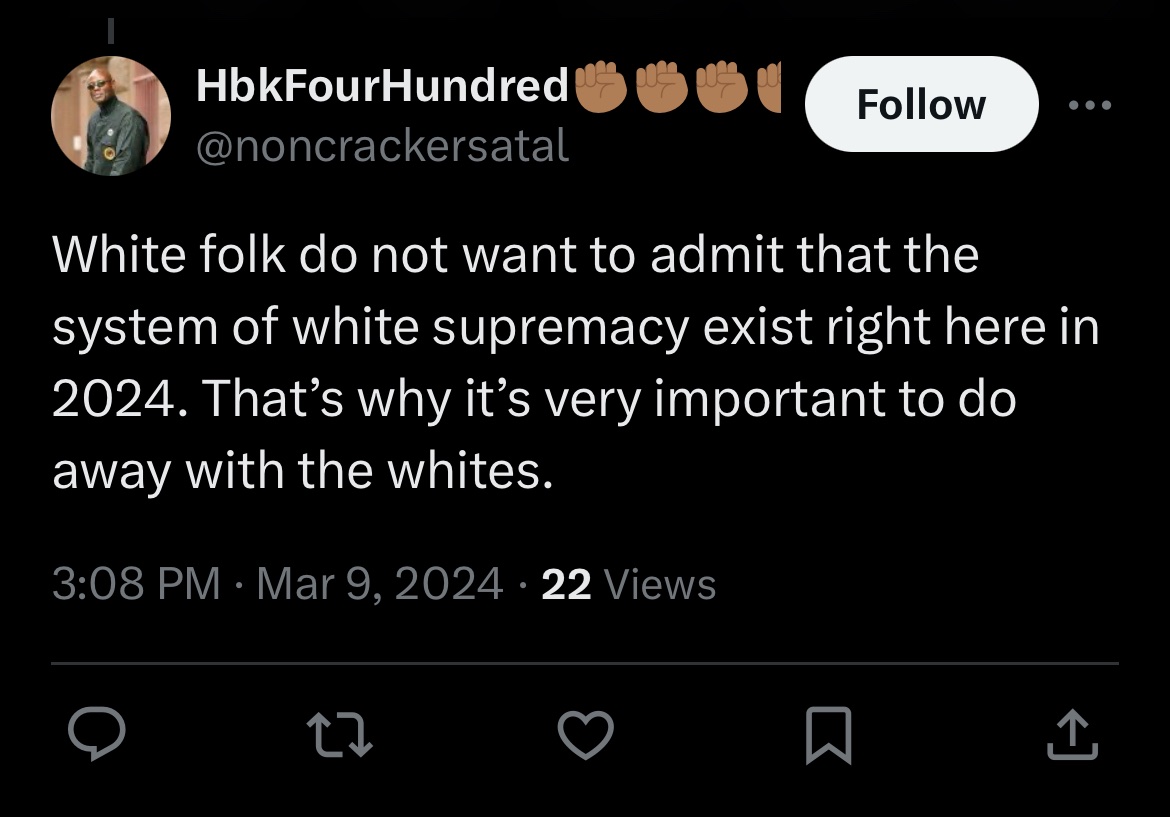 HbkFourHundred✊🏽✊🏽✊🏽✊🏽
Follow
@noncrackersatal
White folk do not want to admit that the
system of white supremacy exist right here in
2024. That’s why it’s very important to do
away with the whites.
3:08 PM · Mar 9, 2024 · 22 Views